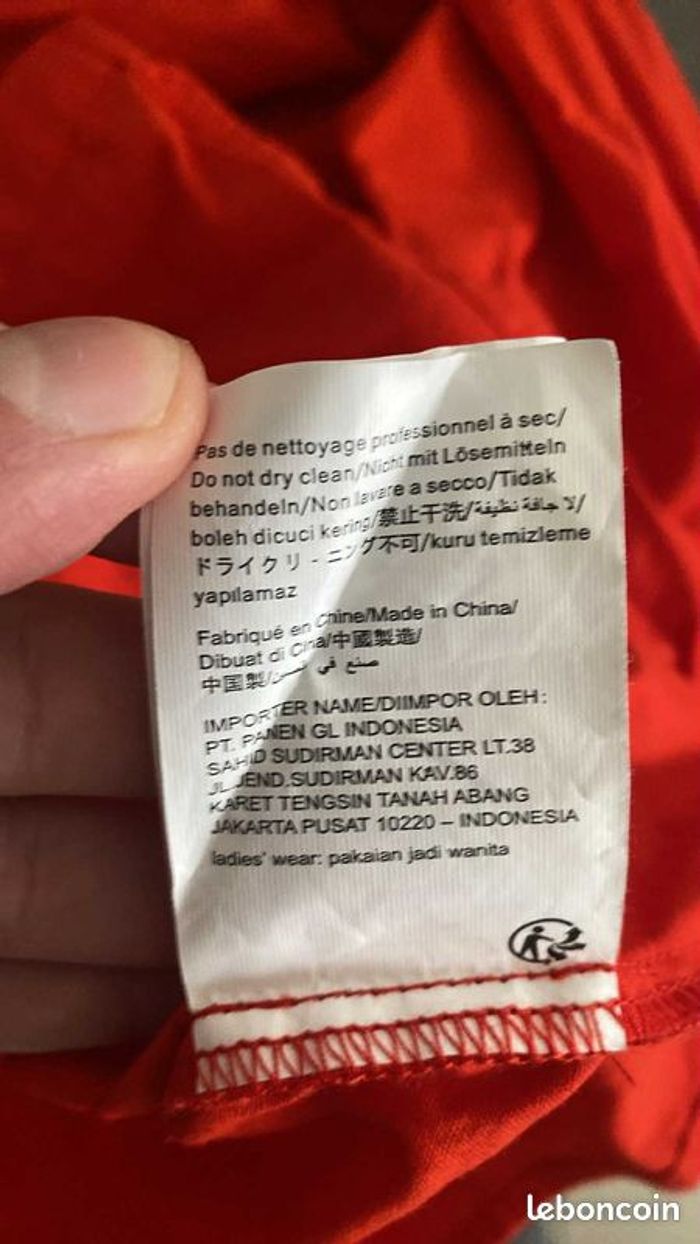 Pas de nettoyage professionnel à sec/
Do not dry clean/Nicht mit Lösemitteln
behandeln/Non lavare a secco/Tidak
boleh dicuci kering/禁止干洗/لا جافة نظيفة/
ドライクリ-ニング不可/kuru temizleme
yapılamaz
Fabriqué en Chine/Made in China/
Dibuat di Cina/中國製造/
中国製/صنع في
IMPORTER NAME/DIIMPOR OLEH:
PT. PANEN GL INDONESIA
SAHID SUDIRMAN CENTER LT.38
JL.JEND.SUDIRMAN KAV.86
KARET TENGSIN TANAH ABANG
JAKARTA PUSAT 10220 – INDONESIA
ladies' wear: pakaian jadi wanita
leboncoin